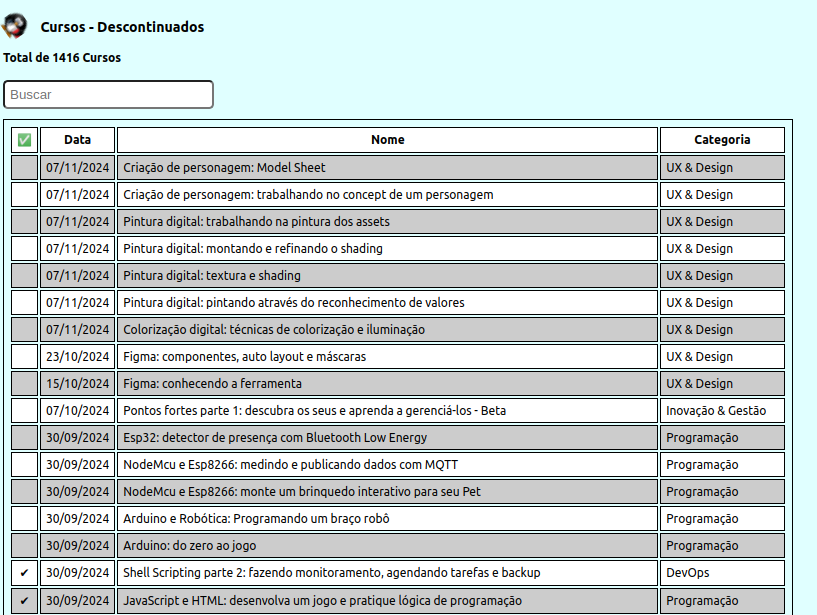 Cursos - Descontinuados
Total de 1416 Cursos
Buscar
✅ Data Nome Categoria
07/11/2024 Criação de personagem: Model Sheet UX & Design
07/11/2024 Criação de personagem: trabalhando no concept de um personagem UX & Design
07/11/2024 Pintura digital: trabalhando na pintura dos assets UX & Design
07/11/2024 Pintura digital: montando e refinando o shading UX & Design
07/11/2024 Pintura digital: textura e shading UX & Design
07/11/2024 Pintura digital: pintando através do reconhecimento de valores UX & Design
07/11/2024 Colorização digital: técnicas de colorização e iluminação UX & Design
23/10/2024 Figma: componentes, auto layout e máscaras UX & Design
15/10/2024 Figma: conhecendo a ferramenta UX & Design
07/10/2024 Pontos fortes parte 1: descubra os seus e aprenda a gerenciá-los - Beta Inovação & Gestão
30/09/2024 Esp32: detector de presença com Bluetooth Low Energy Programação
30/09/2024 NodeMcu e Esp8266: medindo e publicando dados com MQTT Programação
30/09/2024 NodeMcu e Esp8266: monte um brinquedo interativo para seu Pet Programação
30/09/2024 Arduino e Robótica: Programando um braço robô Programação
30/09/2024 Arduino: do zero ao jogo Programação
✔ 30/09/2024 Shell Scripting parte 2: fazendo monitoramento, agendando tarefas e backup DevOps
✔ 30/09/2024 JavaScript e HTML: desenvolva um jogo e pratique lógica de programação Programação